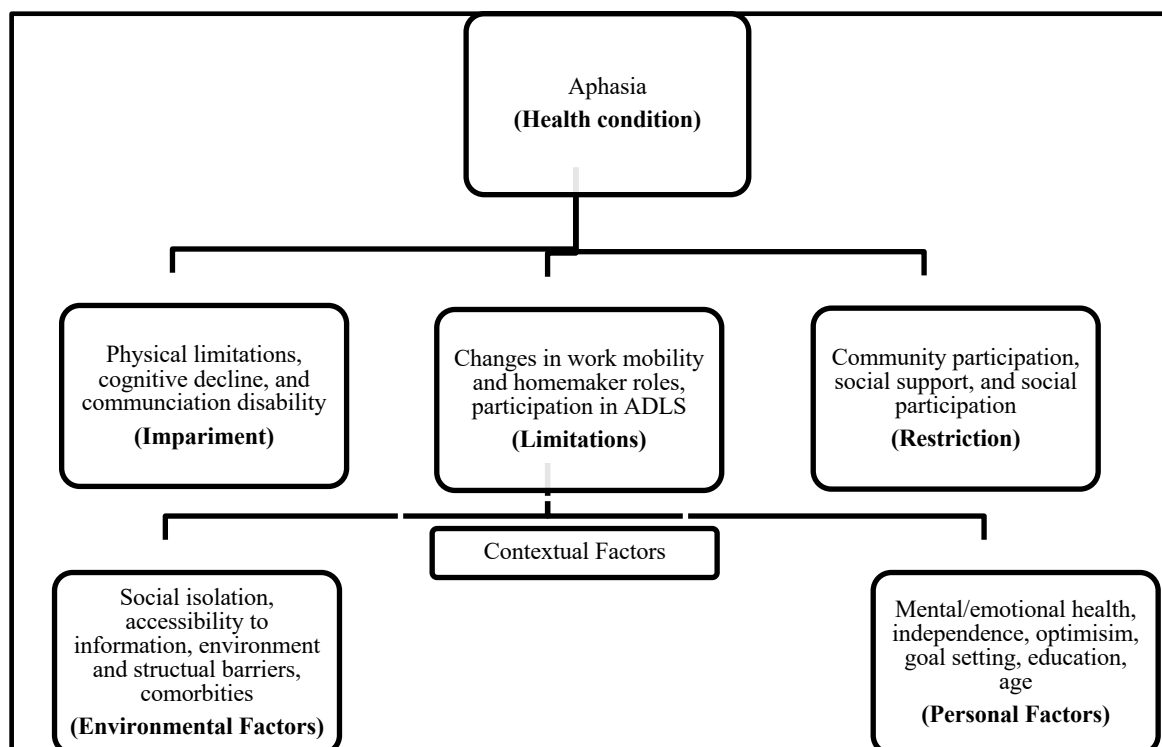 Aphasia
(Health condition)
Physical limitations,
cognitive decline, and
communciation disability
(Impariment)
Changes in work mobility
and homemaker roles,
participation in ADLS
(Limitations)
Community participation,
social support, and social
participation
(Restriction)
Contextual Factors
Social isolation,
accessibility to
information, environment
and structual barriers,
comorbities
(Environmental Factors)
Mental/emotional health,
independence, optimisim,
goal setting, education,
age
(Personal Factors)